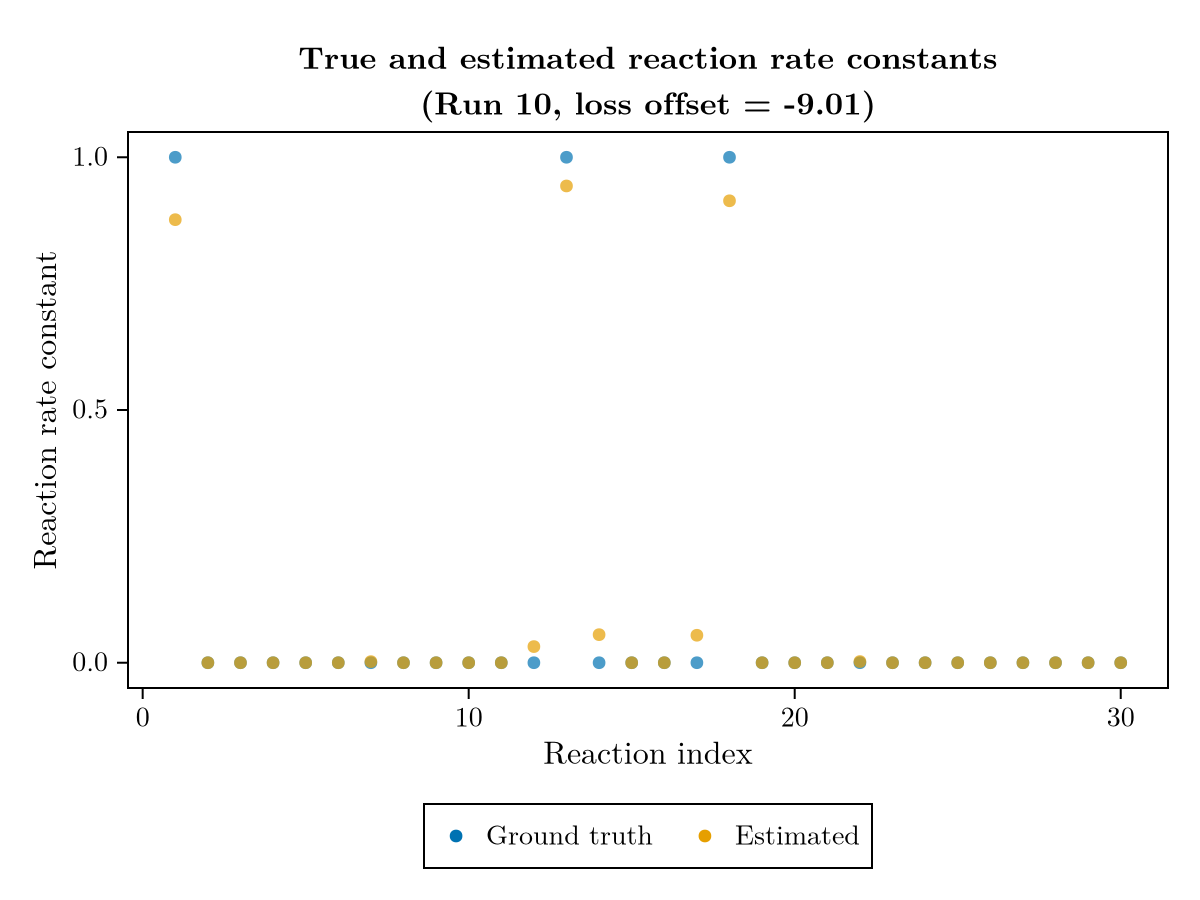 True and estimated reaction rate constants
(Run 10, loss offset = -9.01)
Reaction rate constant
1.0
0.5
0.0
0 10 20 30
Reaction index
Ground truth Estimated